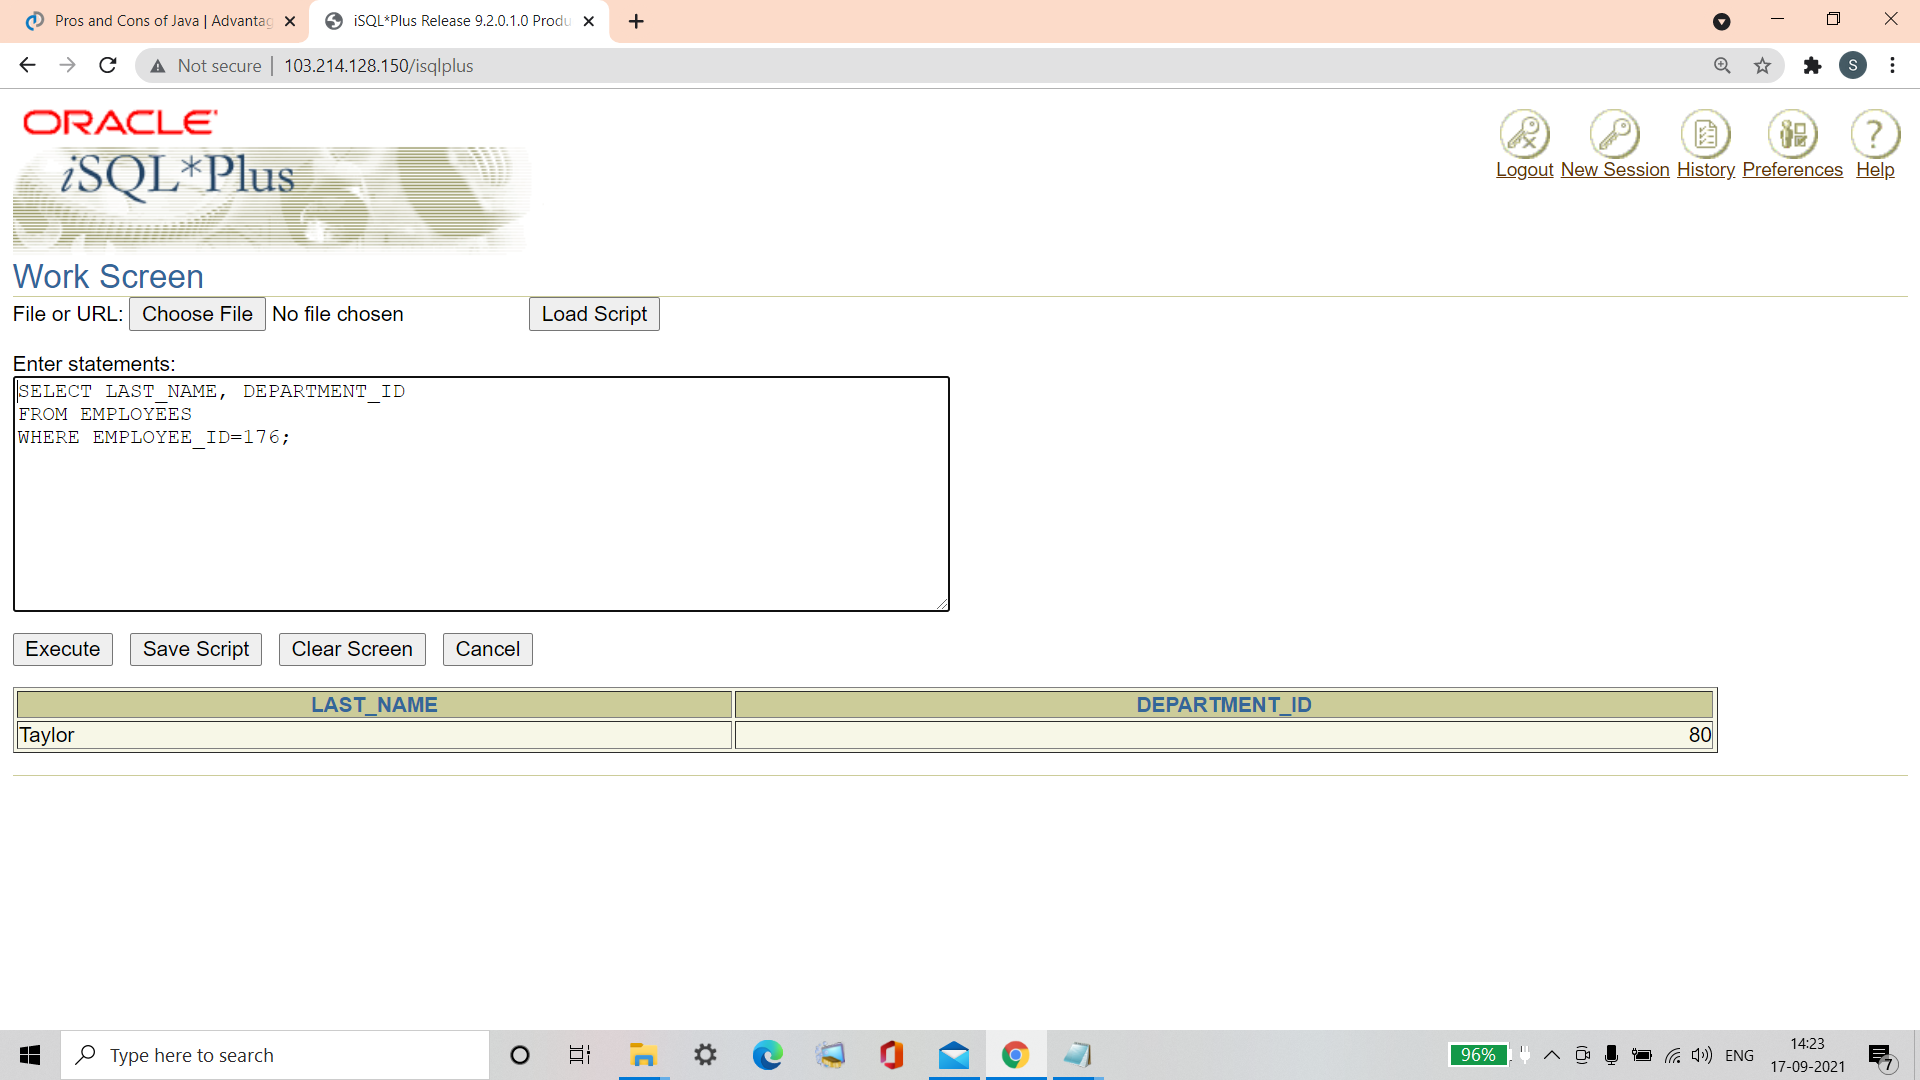 Pros and Cons of Java | Advantag
iSQL*Plus Release 9.2.0.1.0 Produ
Not secure | 103.214.128.150/isqlplus
S
ORACLE
iSQL*Plus
Logout New Session History Preferences Help
Work Screen
File or URL: Choose File No file chosen Load Script
Enter statements:
SELECT LAST_NAME, DEPARTMENT_ID
FROM EMPLOYEES
WHERE EMPLOYEE_ID=176;
Execute Save Script Clear Screen Cancel
LAST_NAME DEPARTMENT_ID
Taylor 80
Type here to search
96%
ENG
14:23
17-09-2021
7